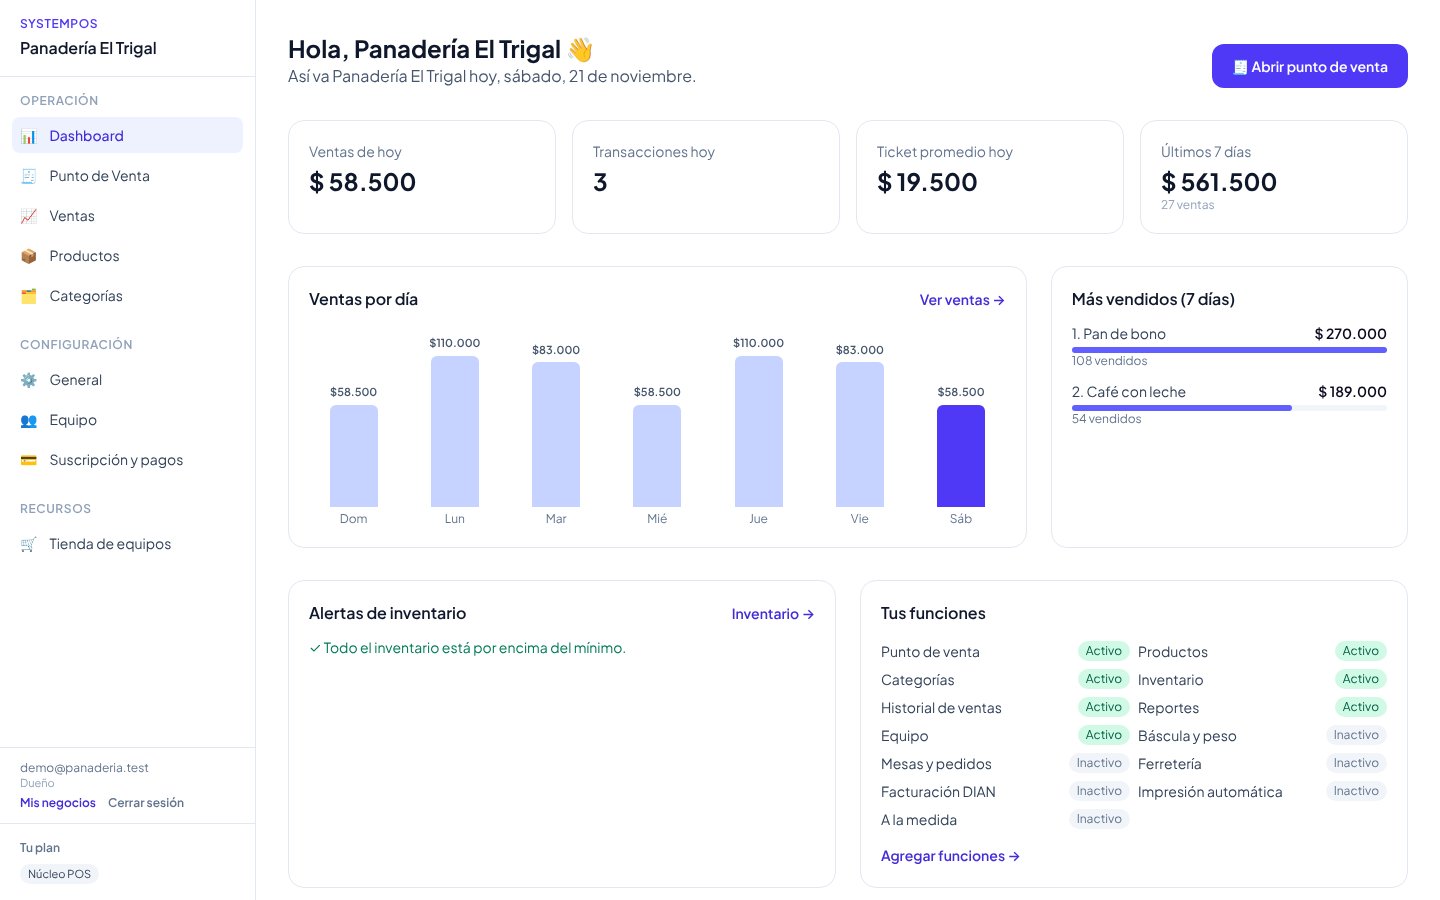 SYSTEMPOS
Panadería El Trigal
OPERACIÓN
📊 Dashboard
🧾 Punto de Venta
📈 Ventas
📦 Productos
🗂️ Categorías
CONFIGURACIÓN
⚙️ General
👥 Equipo
💳 Suscripción y pagos
RECURSOS
🛒 Tienda de equipos
demo@panaderia.test
Dueño
Mis negocios Cerrar sesión
Tu plan
Núcleo POS
Hola, Panadería El Trigal 👋
Así va Panadería El Trigal hoy, sábado, 21 de noviembre.
🧾 Abrir punto de venta
Ventas de hoy
$ 58.500
Transacciones hoy
3
Ticket promedio hoy
$ 19.500
Últimos 7 días
$ 561.500
27 ventas
Ventas por día
Ver ventas →
$58.500 $110.000 $83.000 $58.500 $110.000 $83.000 $58.500
Dom Lun Mar Mié Jue Vie Sáb
Más vendidos (7 días)
1. Pan de bono $ 270.000
108 vendidos
2. Café con leche $ 189.000
54 vendidos
Alertas de inventario
Inventario →
✓ Todo el inventario está por encima del mínimo.
Tus funciones
Punto de venta Activo Productos Activo
Categorías Activo Inventario Activo
Historial de ventas Activo Reportes Activo
Equipo Activo Báscula y peso Inactivo
Mesas y pedidos Inactivo Ferretería Inactivo
Facturación DIAN Inactivo Impresión automática Inactivo
A la medida Inactivo
Agregar funciones →